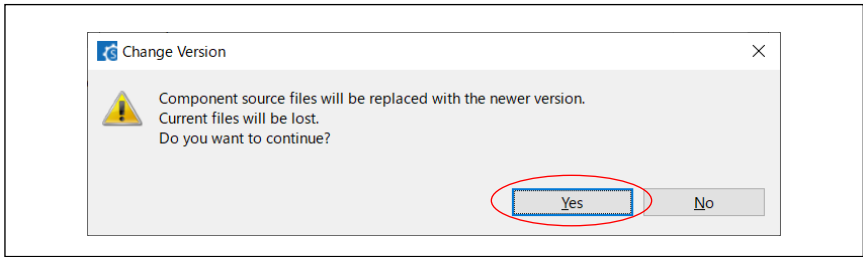 Change Version
Component source files will be replaced with the newer version.
Current files will be lost.
Do you want to continue?
Yes
No